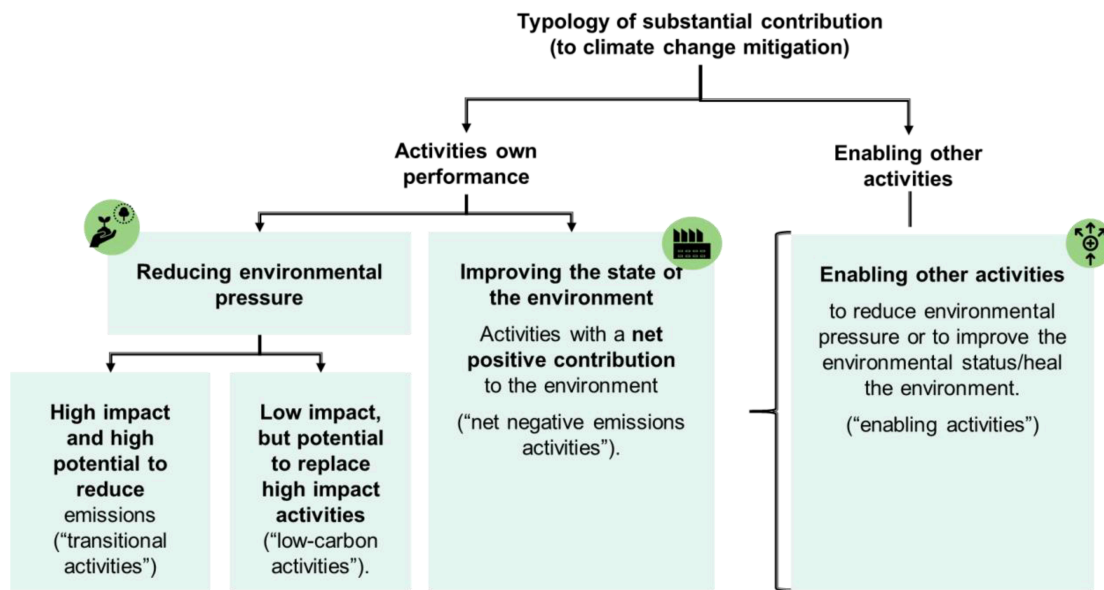 Typology of substantial contribution
(to climate change mitigation)
Activities own
performance
Enabling other
activities
Reducing environmental
pressure
Improving the state of
the environment
Activities with a net
positive contribution
to the environment
(“net negative emissions
activities”).
Enabling other activities
to reduce environmental
pressure or to improve the
environmental status/heal
the environment.
(“enabling activities”)
High impact
and high
potential to
reduce
emissions
(“transitional
activities”)
Low impact,
but potential
to replace
high impact
activities
(“low-carbon
activities”).